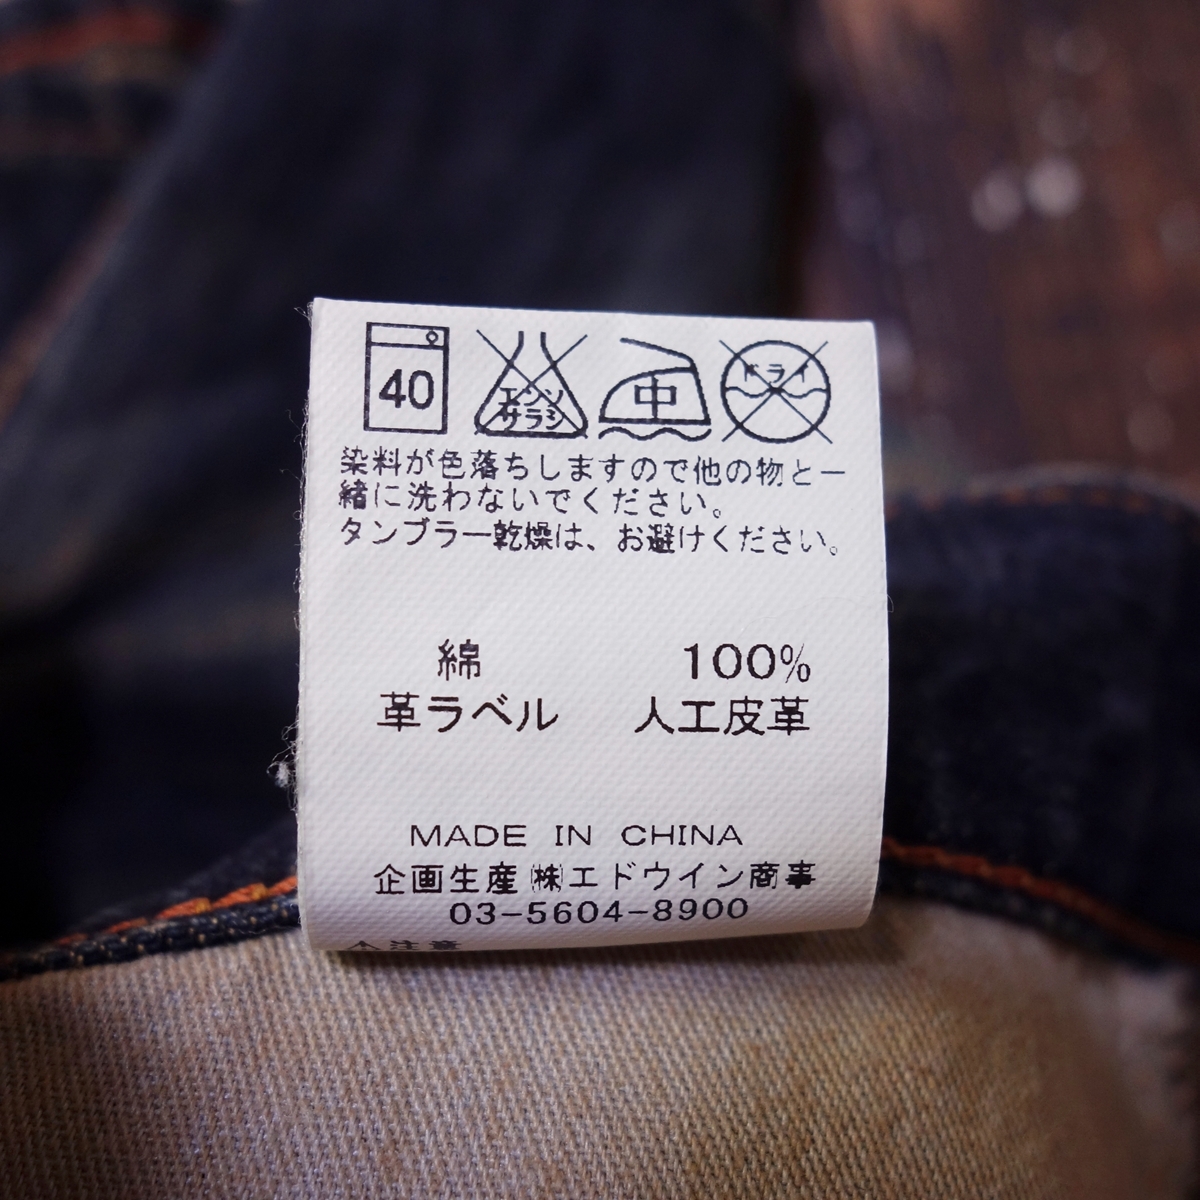 40
エンソ
サラシ
中
ドライ
染料が色落ちしますので他の物と一
緒に洗わないでください。
タンブラー乾燥は、お避けください。
綿 100%
革ラベル 人工皮革
MADE IN CHINA
企画生産㈱エドウイン商事
03-5604-8900
⚠注意